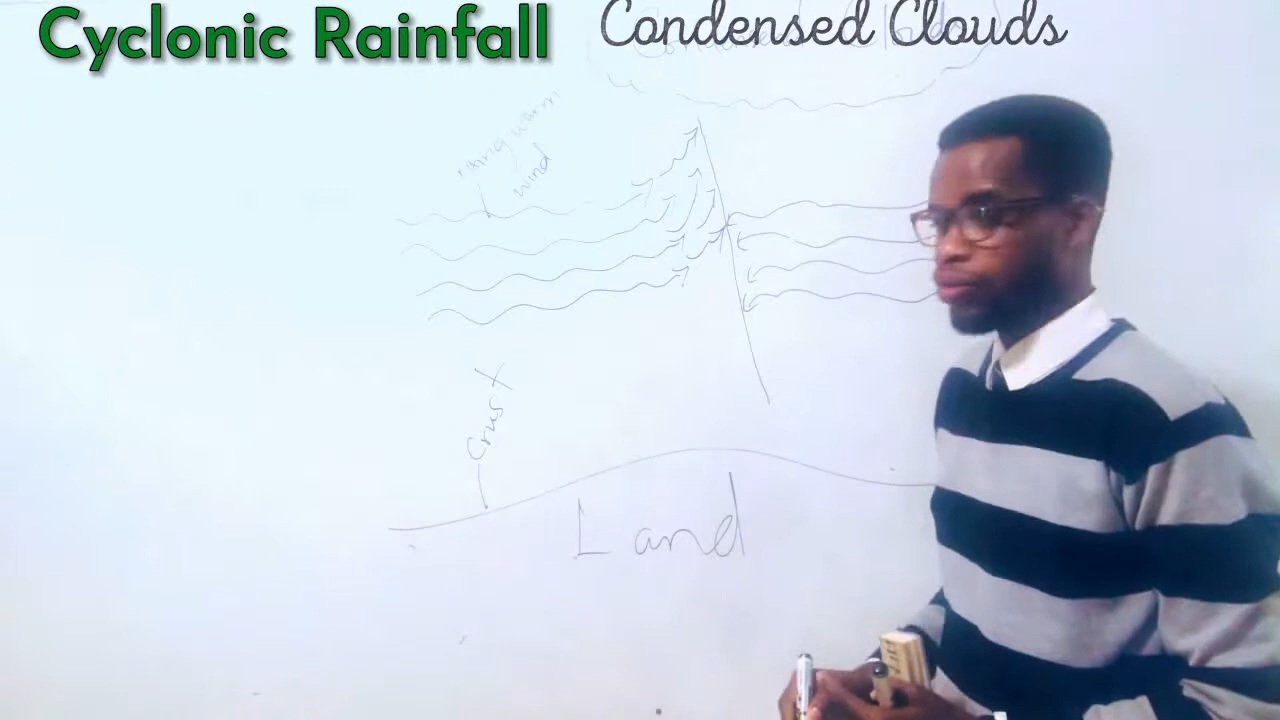 Cyclonic Rainfall
Condensed Clouds
rising warm
wind
Crust
Land